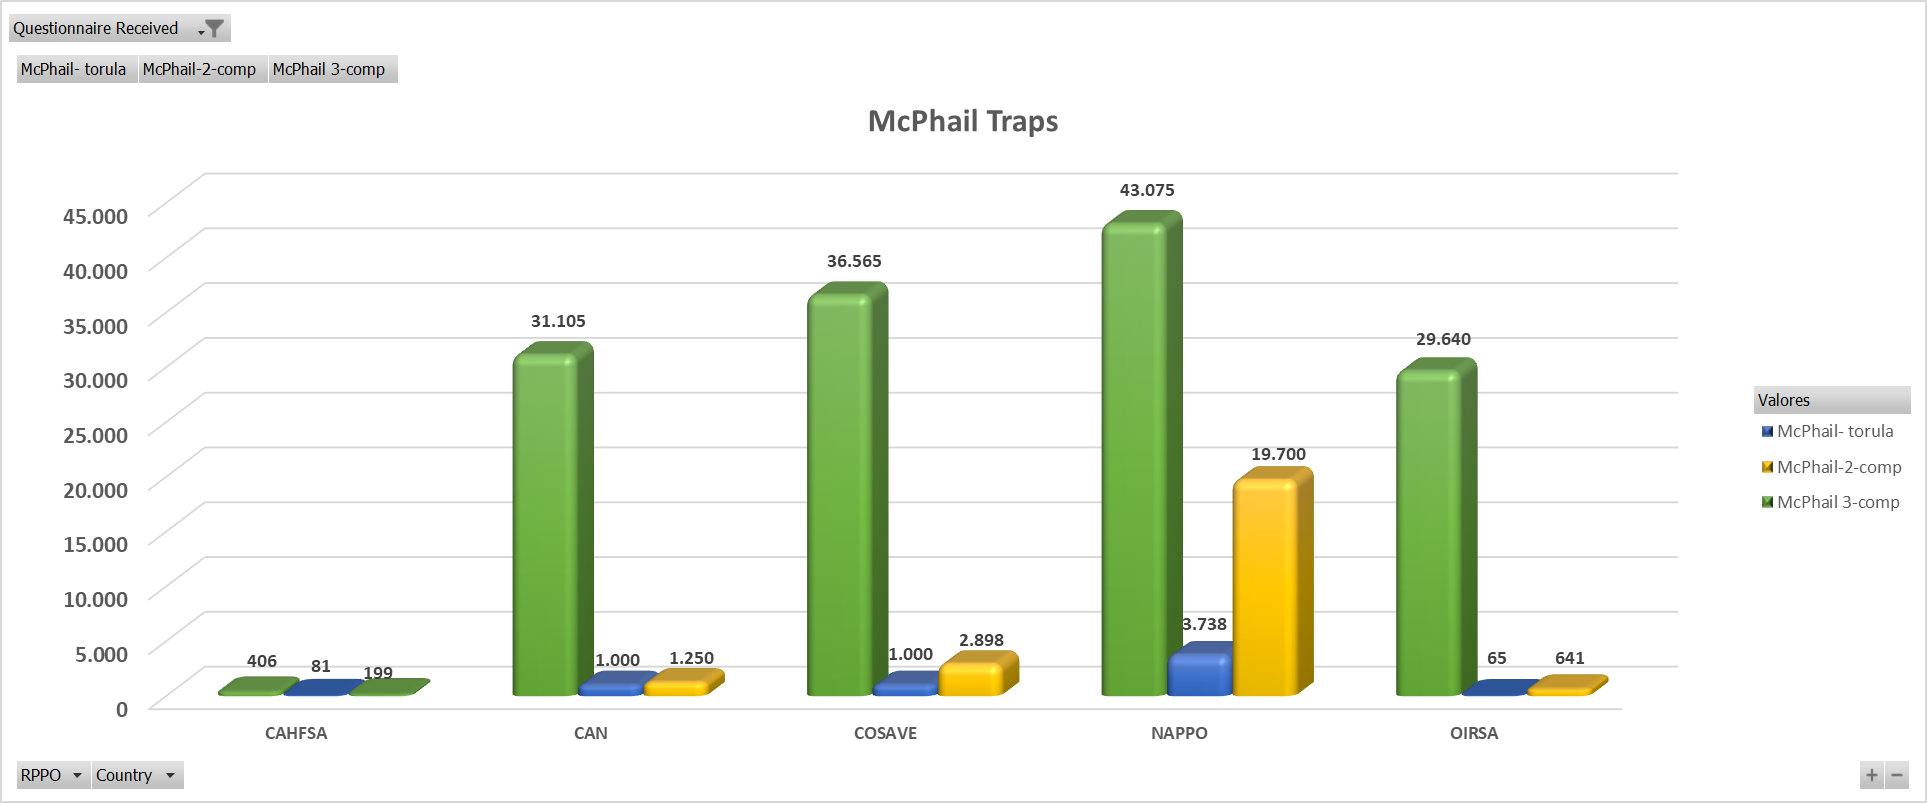 Questionnaire Received
McPhail- torula McPhail-2-comp McPhail 3-comp
McPhail Traps
45.000
40.000
35.000
30.000
25.000
20.000
15.000
10.000
5.000
0
406 81 199
31.105 1.000 1.250
36.565 1.000 2.898
43.075 3.738 19.700
29.640 65 641
CAHFSA CAN COSAVE NAPPO OIRSA
Valores
McPhail- torula
McPhail-2-comp
McPhail 3-comp
RPPO Country
+ −